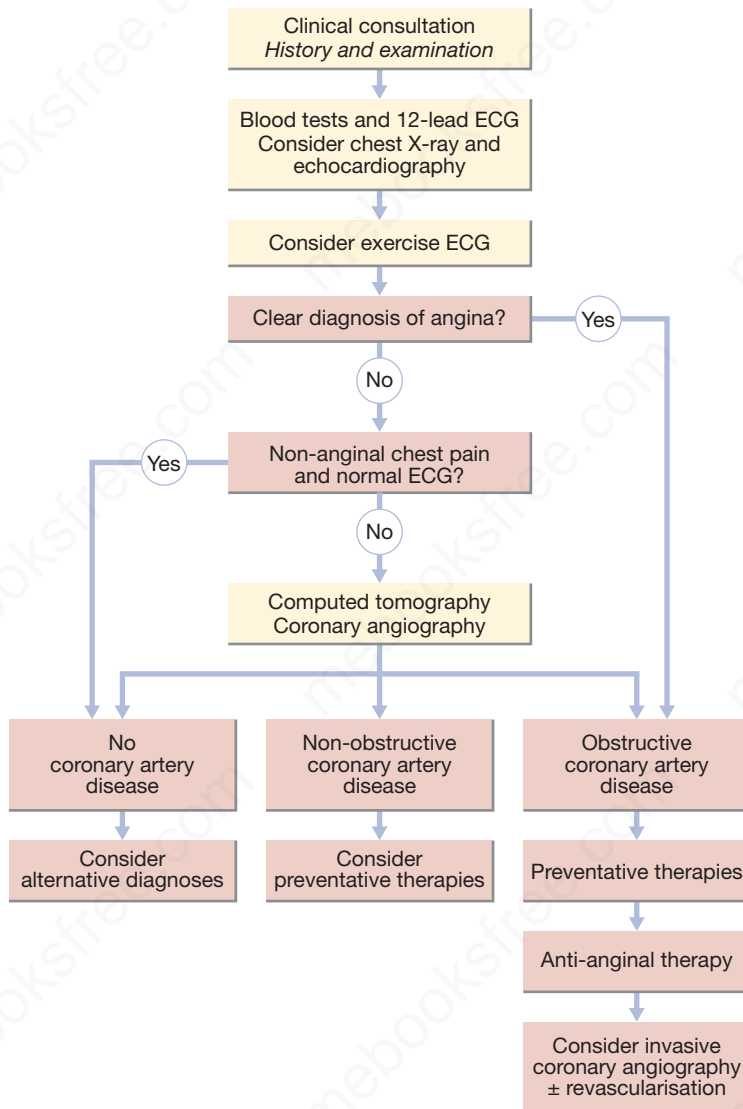 Clinical consultation
History and examination
Blood tests and 12-lead ECG
Consider chest X-ray and
echocardiography
Consider exercise ECG
Clear diagnosis of angina?
Yes
No
Non-anginal chest pain
and normal ECG?
Yes
No
Computed tomography
Coronary angiography
No
coronary artery
disease
Non-obstructive
coronary artery
disease
Obstructive
coronary artery
disease
Consider
alternative diagnoses
Consider
preventative therapies
Preventative therapies
Anti-anginal therapy
Consider invasive
coronary angiography
± revascularisation
mebooksfree.com